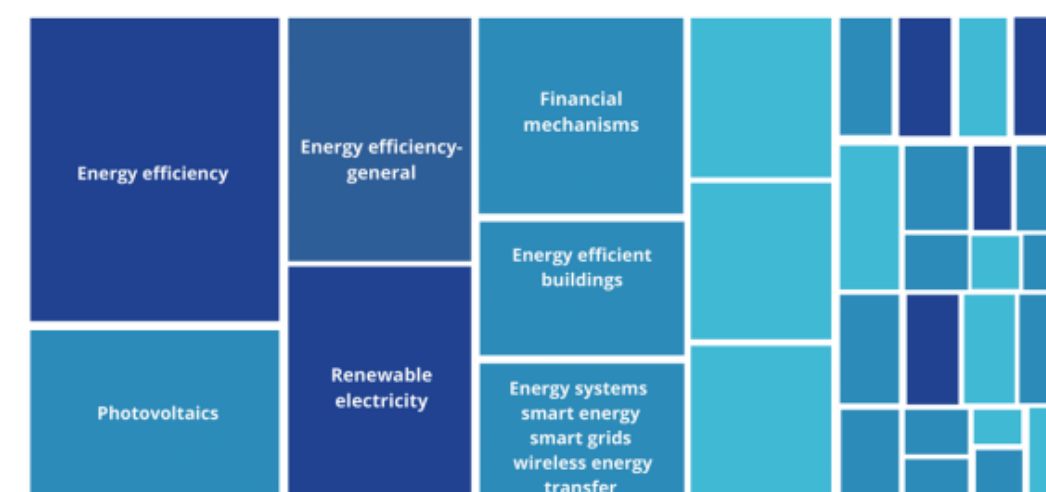 Energy efficiency
Photovoltaics
Energy efficiency-
general
Renewable
electricity
Financial
mechanisms
Energy efficient
buildings
Energy systems
smart energy
smart grids
wireless energy
transfer